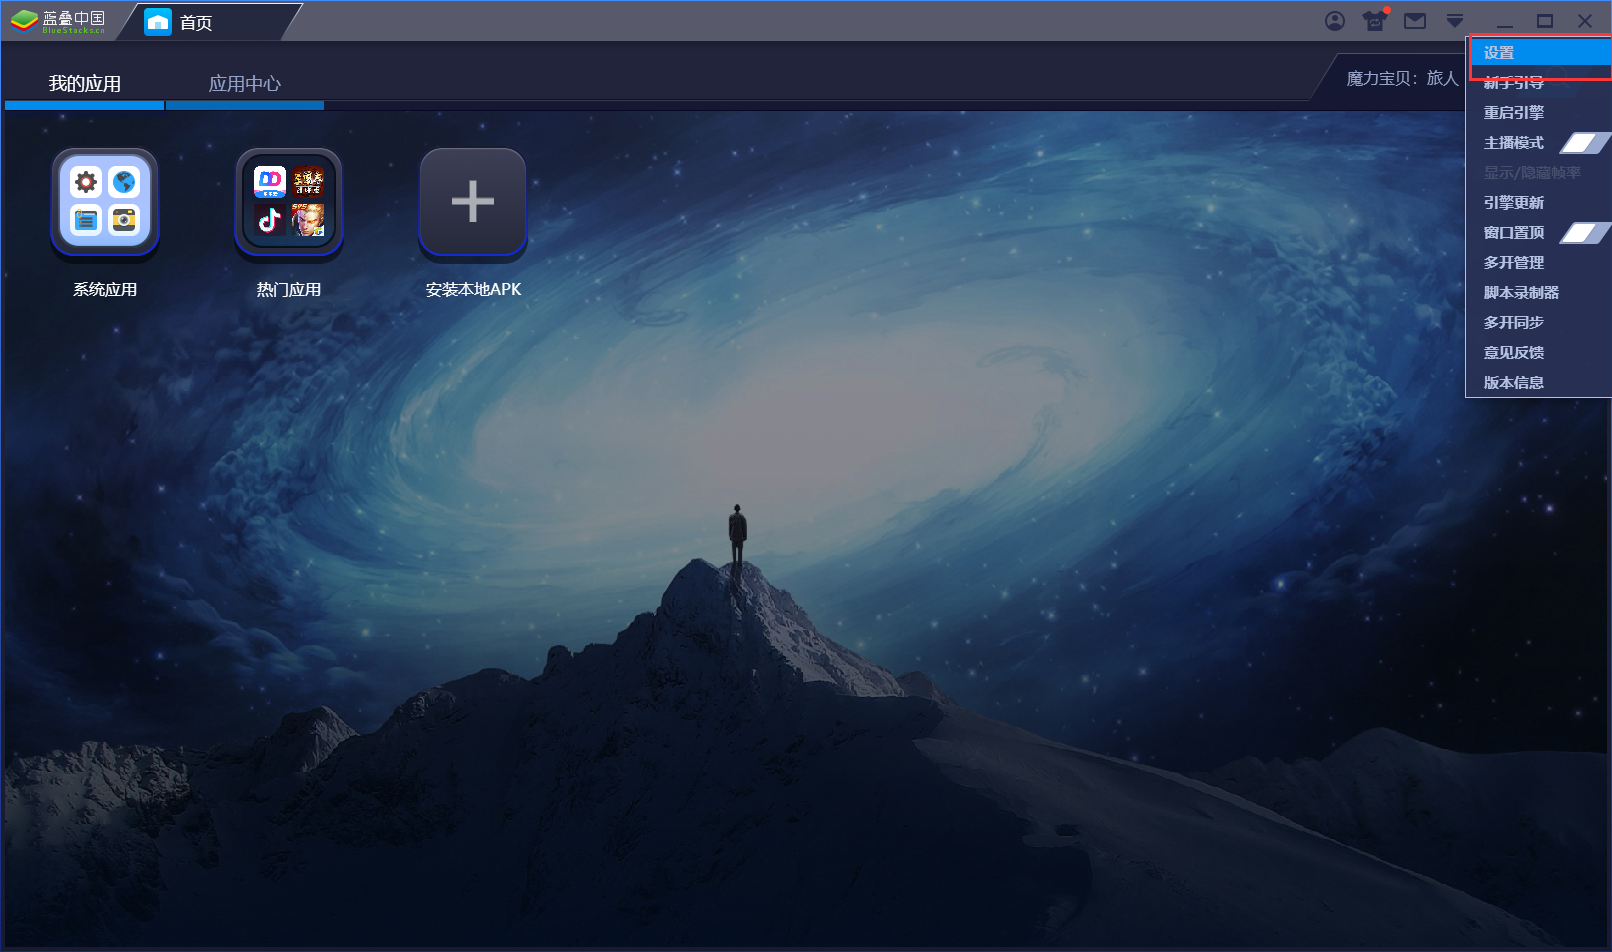 蓝叠中国
BlueStacks.cn
首页
我的应用
应用中心
魔力宝贝：旅人
设置
新手引导
重启引擎
主播模式
显示/隐藏帧率
引擎更新
窗口置顶
多开管理
脚本录制器
多开同步
意见反馈
版本信息
系统应用
热门应用
安装本地APK